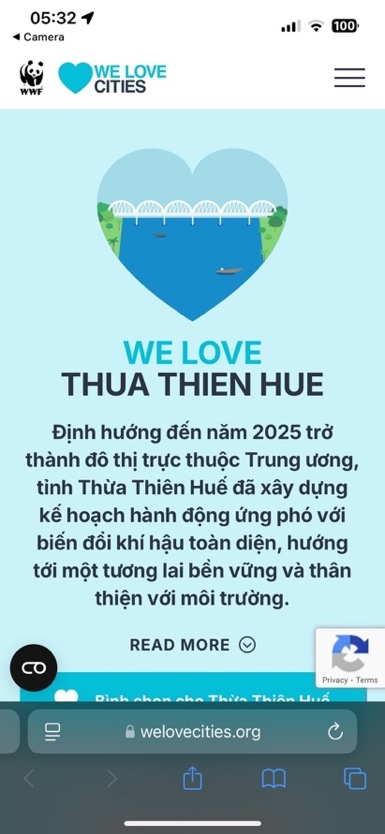 05:32
100
◀ Camera
WWF
WE LOVE
CITIES
WE LOVE
THUA THIEN HUE
Định hướng đến năm 2025 trở
thành đô thị trực thuộc Trung ương,
tỉnh Thừa Thiên Huế đã xây dựng
kế hoạch hành động ứng phó với
biến đổi khí hậu toàn diện, hướng
tới một tương lai bền vững và thân
thiện với môi trường.
READ MORE
Privacy - Terms
Bình chọn cho Thừa Thiên Huế
welovecities.org